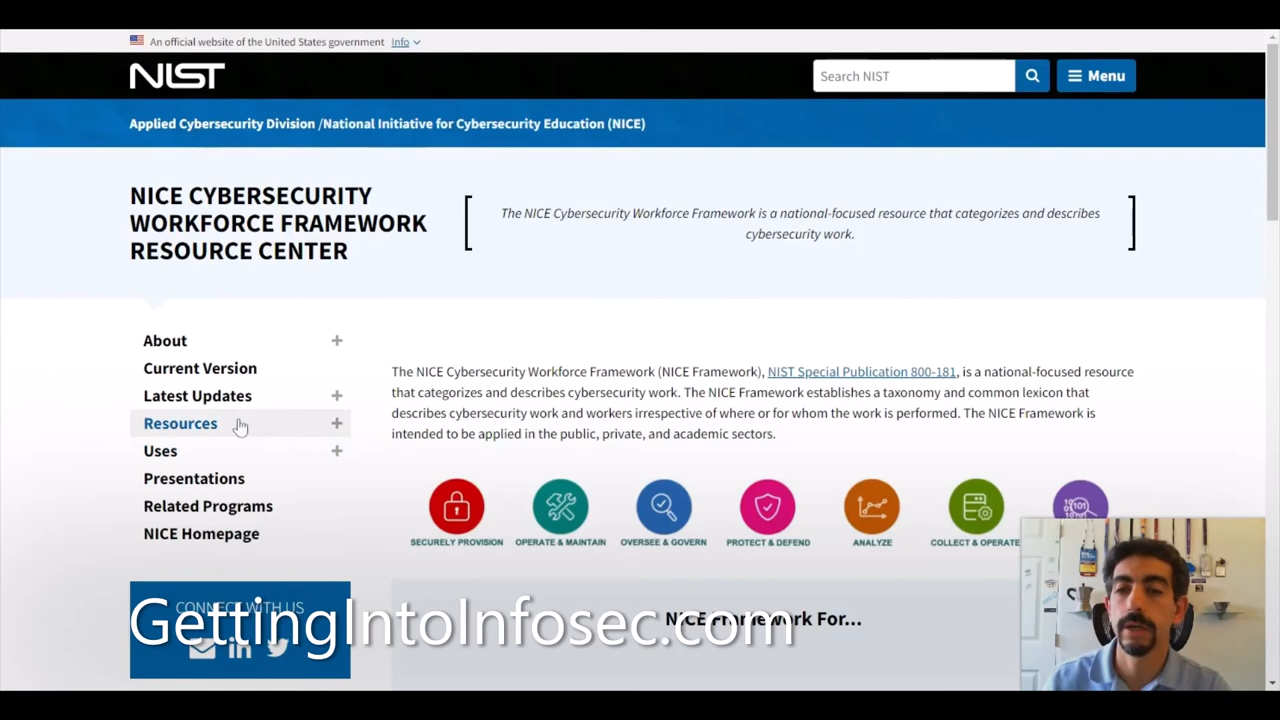 An official website of the United States government Info
NIST
Search NIST
Menu
Applied Cybersecurity Division /National Initiative for Cybersecurity Education (NICE)
NICE CYBERSECURITY
WORKFORCE FRAMEWORK
RESOURCE CENTER
The NICE Cybersecurity Workforce Framework is a national-focused resource that categorizes and describes
cybersecurity work.
About
Current Version
Latest Updates
Resources
Uses
Presentations
Related Programs
NICE Homepage
The NICE Cybersecurity Workforce Framework (NICE Framework), NIST Special Publication 800-181, is a national-focused resource
that categorizes and describes cybersecurity work. The NICE Framework establishes a taxonomy and common lexicon that
describes cybersecurity work and workers irrespective of where or for whom the work is performed. The NICE Framework is
intended to be applied in the public, private, and academic sectors.
SECURELY PROVISION
OPERATE & MAINTAIN
OVERSEE & GOVERN
PROTECT & DEFEND
ANALYZE
COLLECT & OPERATE
CONNECT WITH US
GettingIntoInfosec.com
NICE Framework For...